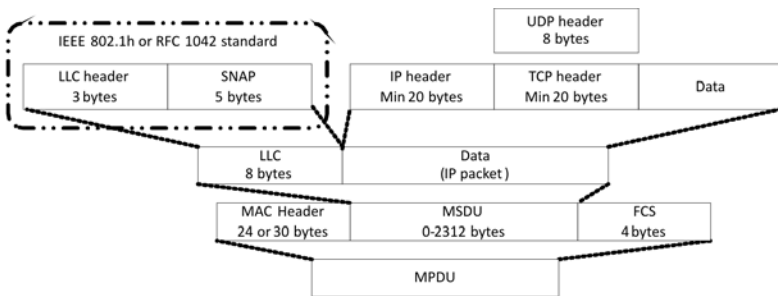 UDP header
8 bytes
IEEE 802.1h or RFC 1042 standard
LLC header
3 bytes
SNAP
5 bytes
IP header
Min 20 bytes
TCP header
Min 20 bytes
Data
LLC
8 bytes
Data
(IP packet )
MAC Header
24 or 30 bytes
MSDU
0-2312 bytes
FCS
4 bytes
MPDU